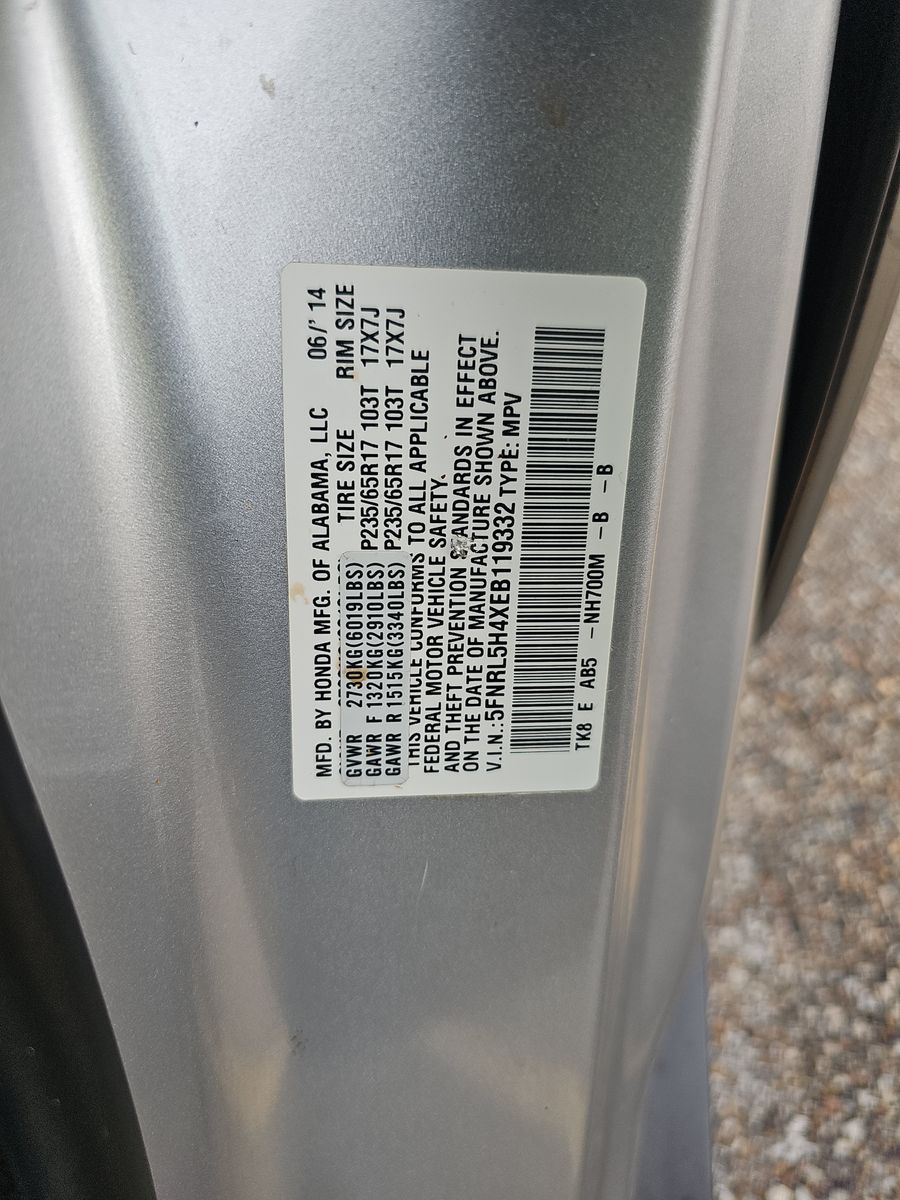 MFD. BY HONDA MFG. OF ALABAMA, LLC 06/'14
TIRE SIZE RIM SIZE
GVWR 2730KG(6019LBS)
GAWR F 1320KG(2910LBS) P235/65R17 103T 17X7J
GAWR R 1515KG(3340LBS) P235/65R17 103T 17X7J
THIS VEHICLE CONFORMS TO ALL APPLICABLE
FEDERAL MOTOR VEHICLE SAFETY
AND THEFT PREVENTION STANDARDS IN EFFECT
ON THE DATE OF MANUFACTURE SHOWN ABOVE.
V.I.N.:5FNRL5H4XEB119332 TYPE: MPV
TK8 E AB5 -NH700M -B -B